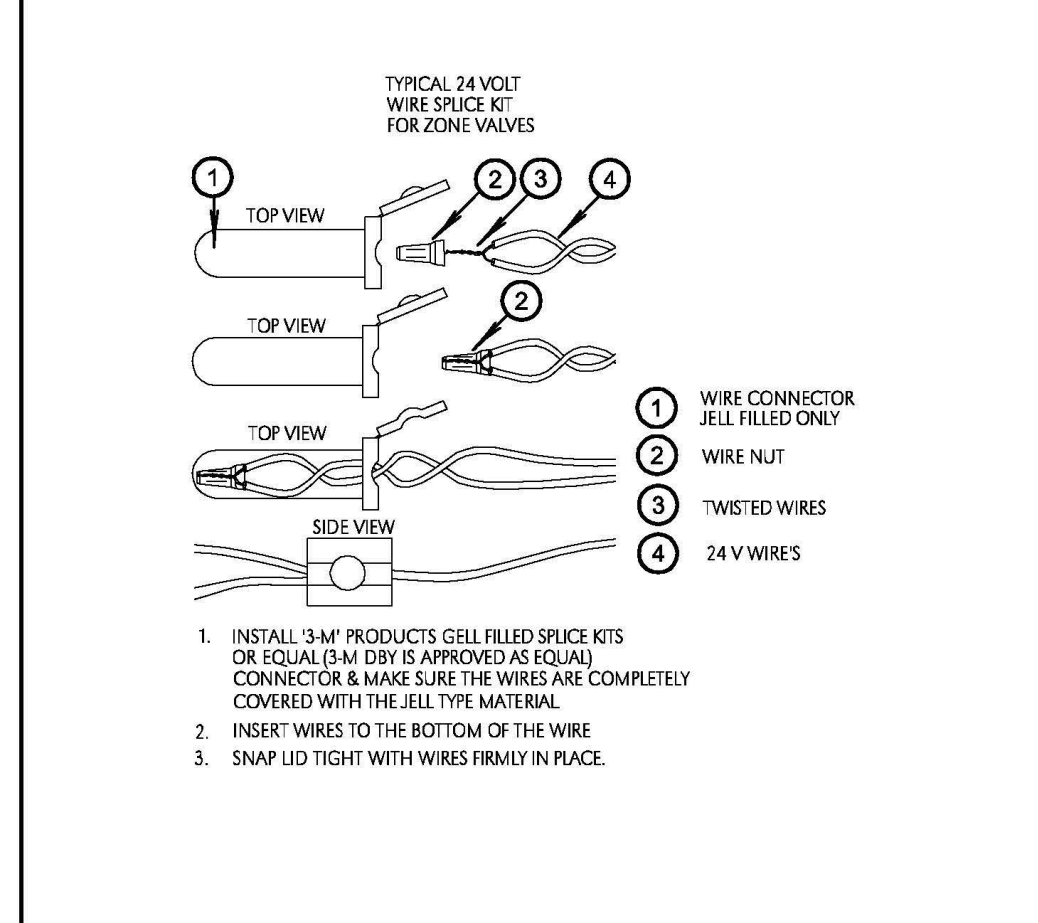 TYPICAL 24 VOLT
WIRE SPLICE KIT
FOR ZONE VALVES
1
2
3
4
TOP VIEW
2
TOP VIEW
TOP VIEW
SIDE VIEW
1 WIRE CONNECTOR
JELL FILLED ONLY
2 WIRE NUT
3 TWISTED WIRES
4 24 V WIRE'S
1. INSTALL '3-M' PRODUCTS GELL FILLED SPLICE KITS
OR EQUAL (3-M DBY IS APPROVED AS EQUAL)
CONNECTOR & MAKE SURE THE WIRES ARE COMPLETELY
COVERED WITH THE JELL TYPE MATERIAL
2. INSERT WIRES TO THE BOTTOM OF THE WIRE
3. SNAP LID TIGHT WITH WIRES FIRMLY IN PLACE.